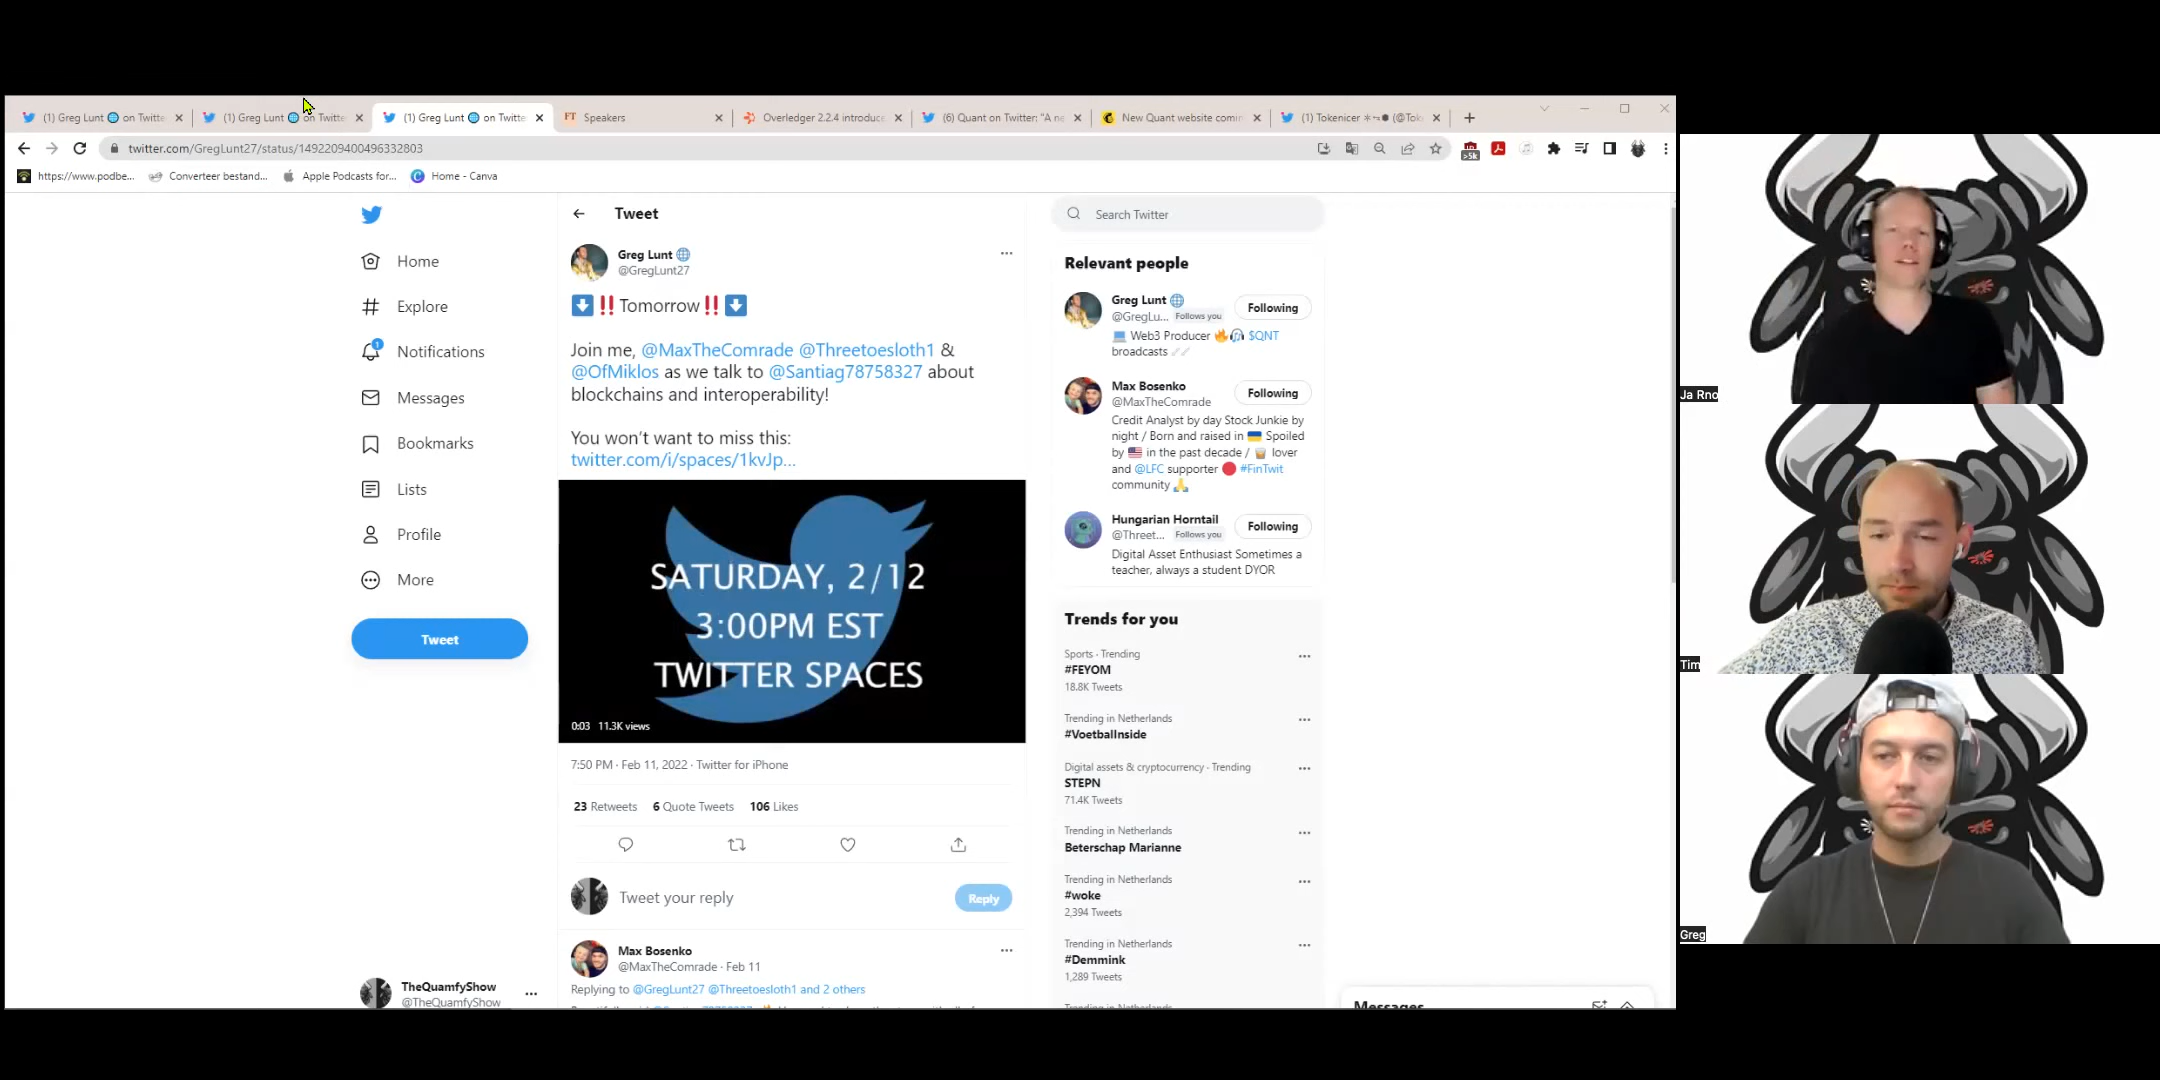 (1) Greg Lunt on Twitte
(1) Greg Lunt on Twitte
(1) Greg Lunt on Twitte
FT Speakers
Overledger 2.2.4 introduce
(6) Quant on Twitter: "A ne
New Quant website comin
(1) Tokenicer
twitter.com/GregLunt27/status/1492209400496332803
>5k
https://www.podbe...
Converteer bestand...
Apple Podcasts for...
Home - Canva
Home
Explore
1
Notifications
Messages
Bookmarks
Lists
Profile
More
Tweet
TheQuamfyShow
@TheQuamfyShow
Tweet
Greg Lunt
@GregLunt27
Tomorrow
Join me, @MaxTheComrade @Threetoesloth1 &
@OfMiklos as we talk to @Santiag78758327 about
blockchains and interoperability!
You won't want to miss this:
twitter.com/i/spaces/1kvJp...
SATURDAY, 2/12
3:00PM EST
TWITTER SPACES
0:03 11.3K views
7:50 PM · Feb 11, 2022 · Twitter for iPhone
23 Retweets 6 Quote Tweets 106 Likes
Tweet your reply
Reply
Max Bosenko
@MaxTheComrade · Feb 11
Replying to @GregLunt27 @Threetoesloth1 and 2 others
Search Twitter
Relevant people
Greg Lunt
Following
@GregLu... Follows you
Web3 Producer $QNT
broadcasts
Max Bosenko
Following
@MaxTheComrade
Credit Analyst by day Stock Junkie by
night / Born and raised in Spoiled
by in the past decade / lover
and @LFC supporter #FinTwit
community
Hungarian Horntail
Following
@Threet... Follows you
Digital Asset Enthusiast Sometimes a
teacher, always a student DYOR
Trends for you
Sports · Trending
#FEYOM
18.8K Tweets
Trending in Netherlands
#VoetbalInside
Digital assets & cryptocurrency · Trending
STEPN
71.4K Tweets
Trending in Netherlands
Beterschap Marianne
Trending in Netherlands
#woke
2,394 Tweets
Trending in Netherlands
#Demmink
1,289 Tweets
Trending in Netherlands
Messages
Ja Rno
Tim
Greg